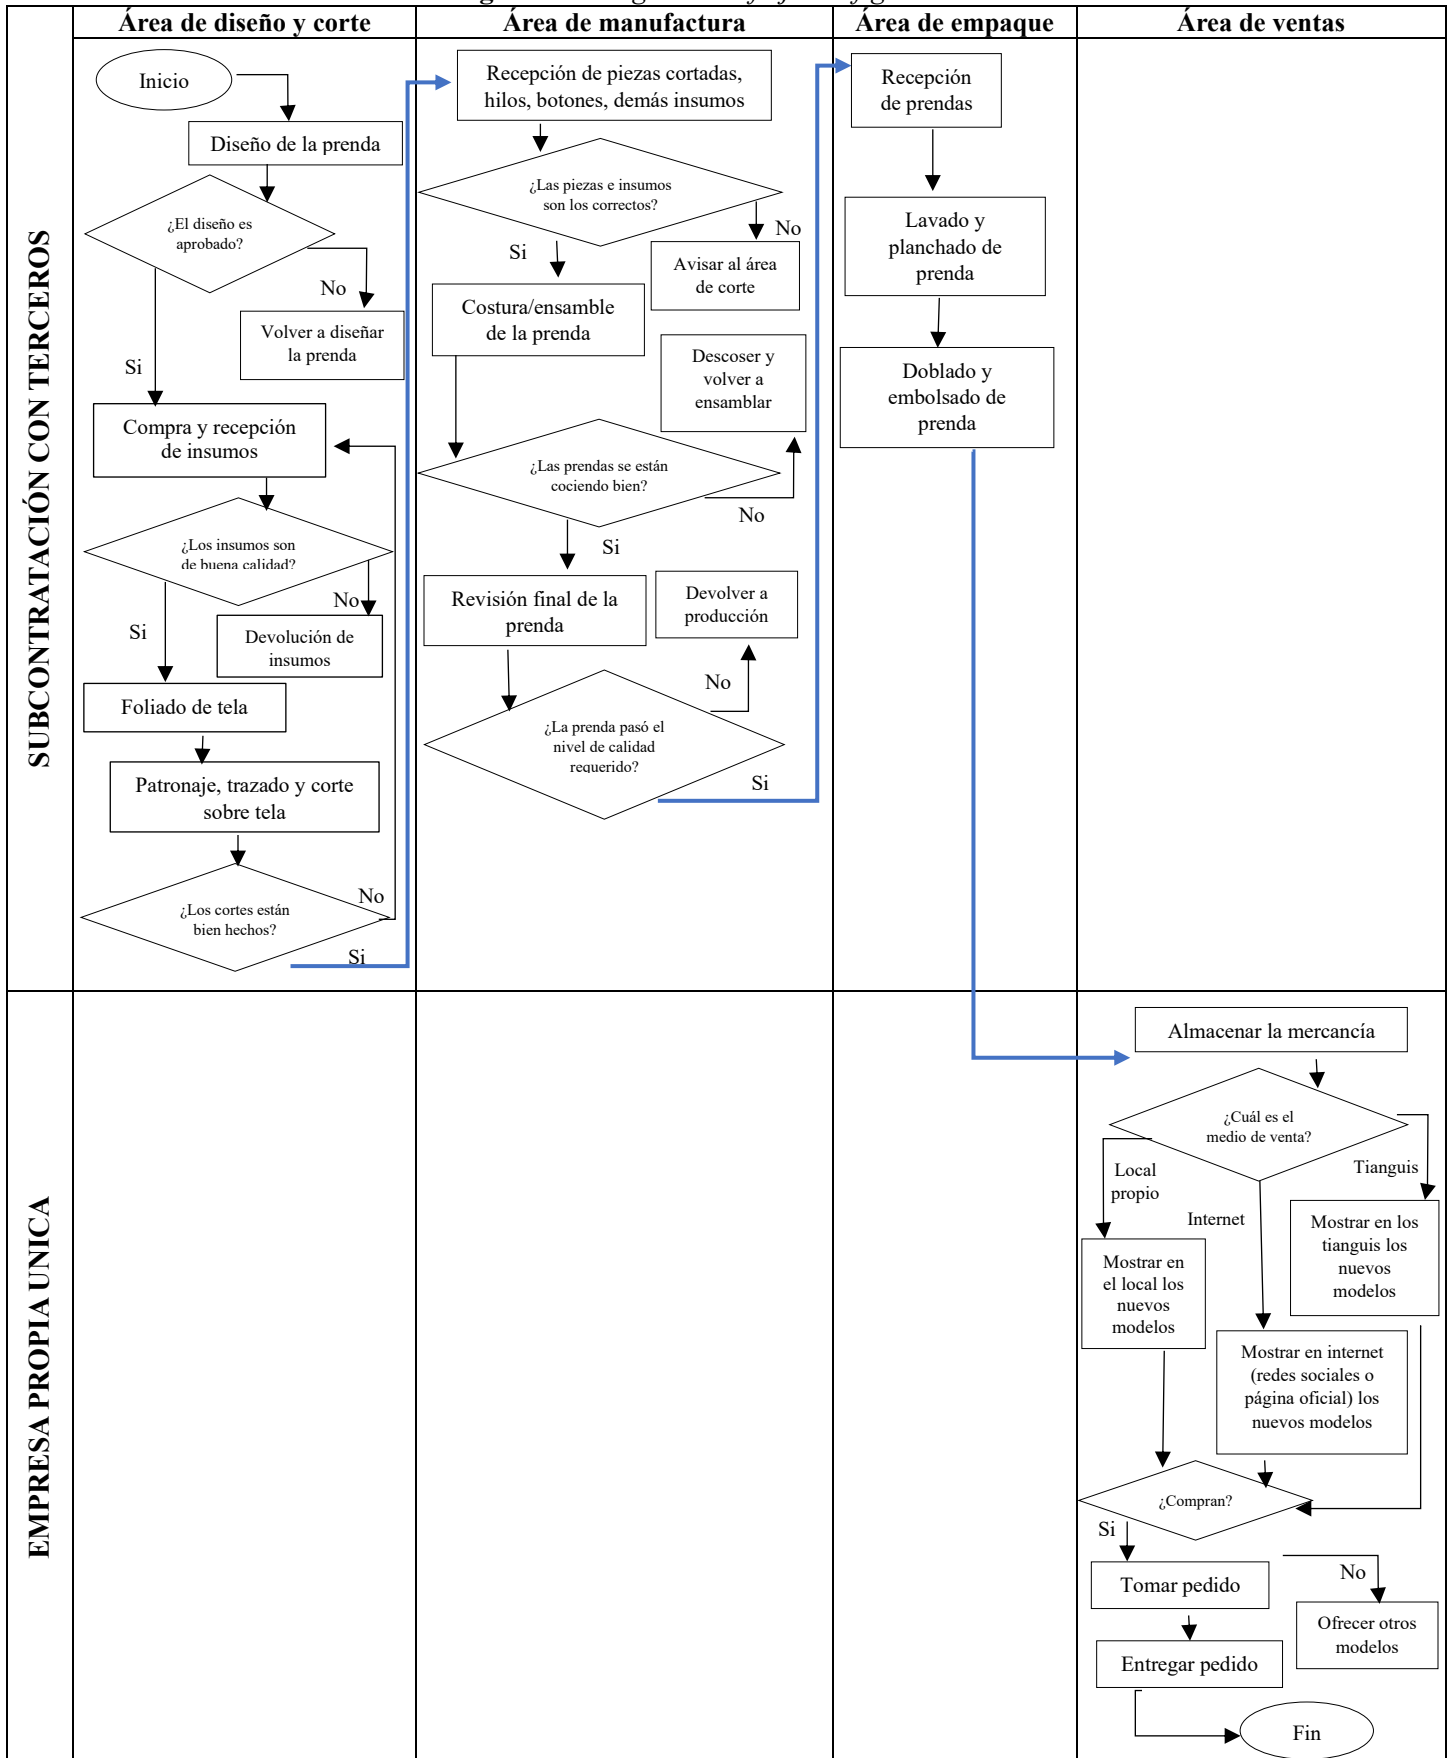 Área de diseño y corte
Área de manufactura
Área de empaque
Área de ventas
SUBCONTRATACIÓN CON TERCEROS
Inicio
Diseño de la prenda
¿El diseño es
aprobado?
No
Volver a diseñar
la prenda
Si
Compra y recepción
de insumos
¿Los insumos son
de buena calidad?
No
Si
Devolución de
insumos
Foliado de tela
Patronaje, trazado y corte
sobre tela
No
¿Los cortes están
bien hechos?
Si
Recepción de piezas cortadas,
hilos, botones, demás insumos
¿Las piezas e insumos
son los correctos?
No
Si
Avisar al área
de corte
Costura/ensamble
de la prenda
Descoser y
volver a
ensamblar
¿Las prendas se están
cociendo bien?
No
Si
Revisión final de la
prenda
Devolver a
producción
No
¿La prenda pasó el
nivel de calidad
requerido?
Si
Recepción
de prendas
Lavado y
planchado de
prenda
Doblado y
embolsado de
prenda
EMPRESA PROPIA UNICA
Almacenar la mercancía
¿Cuál es el
medio de venta?
Local
propio
Tianguis
Internet
Mostrar en los
tianguis los
nuevos
modelos
Mostrar en
el local los
nuevos
modelos
Mostrar en internet
(redes sociales o
página oficial) los
nuevos modelos
¿Compran?
Si
No
Tomar pedido
Ofrecer otros
modelos
Entregar pedido
Fin